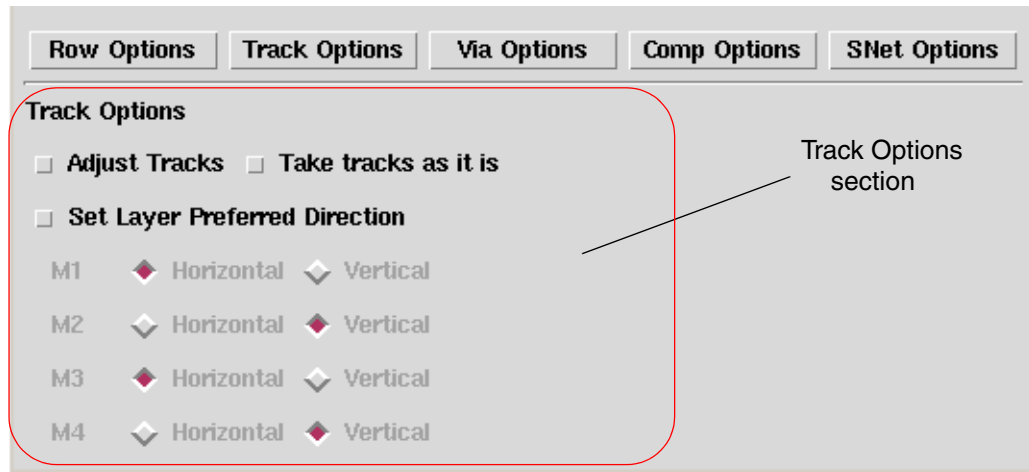 Row Options Track Options Via Options Comp Options SNet Options
Track Options
Adjust Tracks Take tracks as it is
Track Options
section
Set Layer Preferred Direction
M1 Horizontal Vertical
M2 Horizontal Vertical
M3 Horizontal Vertical
M4 Horizontal Vertical